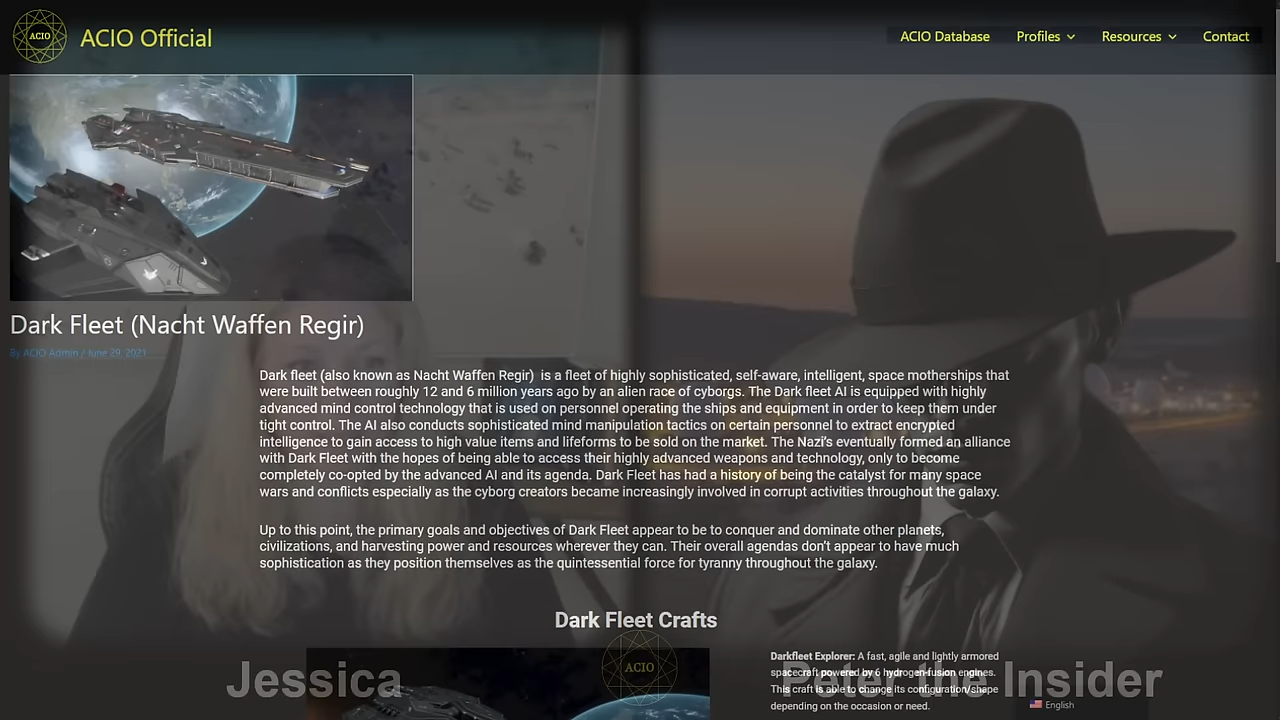 ACIO
ACIO Official
ACIO Database
Profiles
Resources
Contact
Dark Fleet (Nacht Waffen Regir)
By ACIO Admin / June 29, 2021
Dark fleet (also known as Nacht Waffen Regir) is a fleet of highly sophisticated, self-aware, intelligent, space motherships that
were built between roughly 12 and 6 million years ago by an alien race of cyborgs. The Dark fleet AI is equipped with highly
advanced mind control technology that is used on personnel operating the ships and equipment in order to keep them under
tight control. The AI also conducts sophisticated mind manipulation tactics on certain personnel to extract encrypted
intelligence to gain access to high value items and lifeforms to be sold on the market. The Nazi's eventually formed an alliance
with Dark Fleet with the hopes of being able to access their highly advanced weapons and technology, only to become
completely co-opted by the advanced AI and its agenda. Dark Fleet has had a history of being the catalyst for many space
wars and conflicts especially as the cyborg creators became increasingly involved in corrupt activities throughout the galaxy.
Up to this point, the primary goals and objectives of Dark Fleet appear to be to conquer and dominate other planets,
civilizations, and harvesting power and resources wherever they can. Their overall agendas don't appear to have much
sophistication as they position themselves as the quintessential force for tyranny throughout the galaxy.
Dark Fleet Crafts
ACIO
Darkfleet Explorer: A fast, agile and lightly armored
spacecraft powered by 6 hydrogen-fusion engines.
This craft is able to change its configuration/shape
depending on the occasion or need.
Jessica
Peter the Insider
English